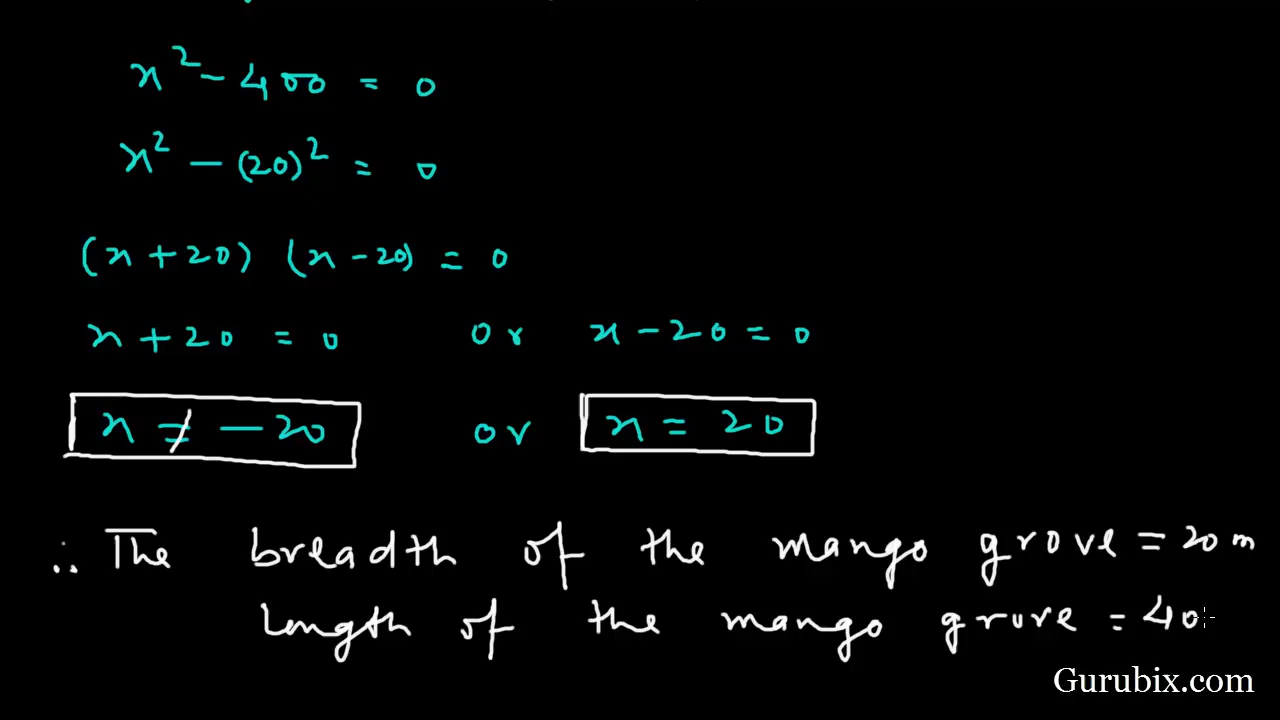 x² - 400 = 0
x² - (20)² = 0
(x + 20) (x - 20) = 0
x + 20 = 0 or x - 20 = 0
x ≠ - 20 or x = 20
∴ The breadth of the mango grove = 20 m
length of the mango grove = 40
Gurubix.com